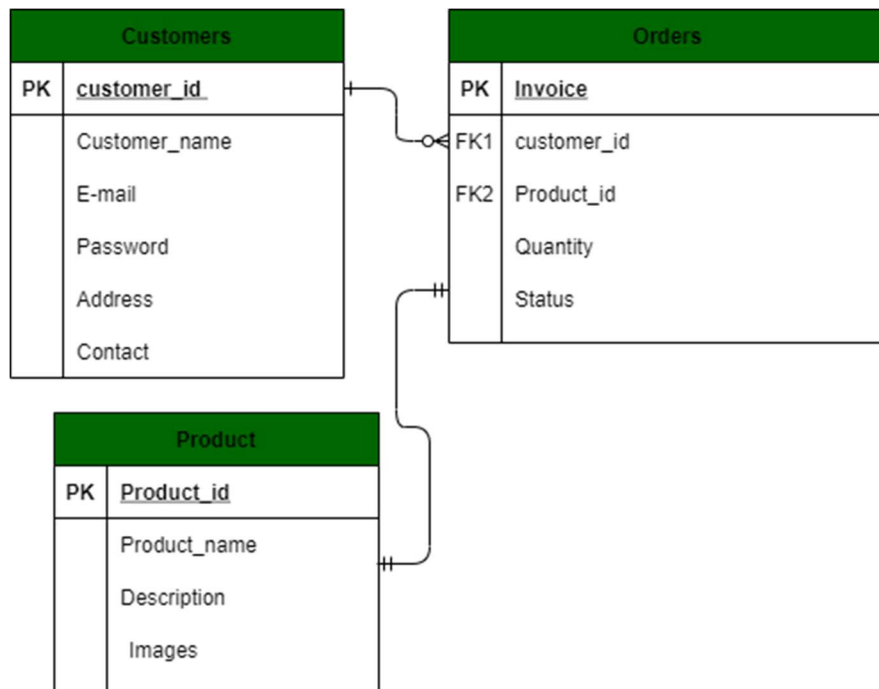 Customers
PK customer_id
Customer_name
E-mail
Password
Address
Contact
Orders
PK Invoice
FK1 customer_id
FK2 Product_id
Quantity
Status
Product
PK Product_id
Product_name
Description
Images